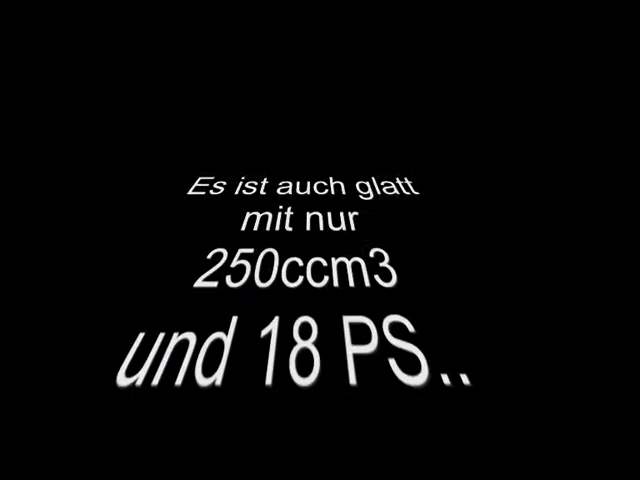 Es ist auch glatt
mit nur
250ccm3
und 18 PS..